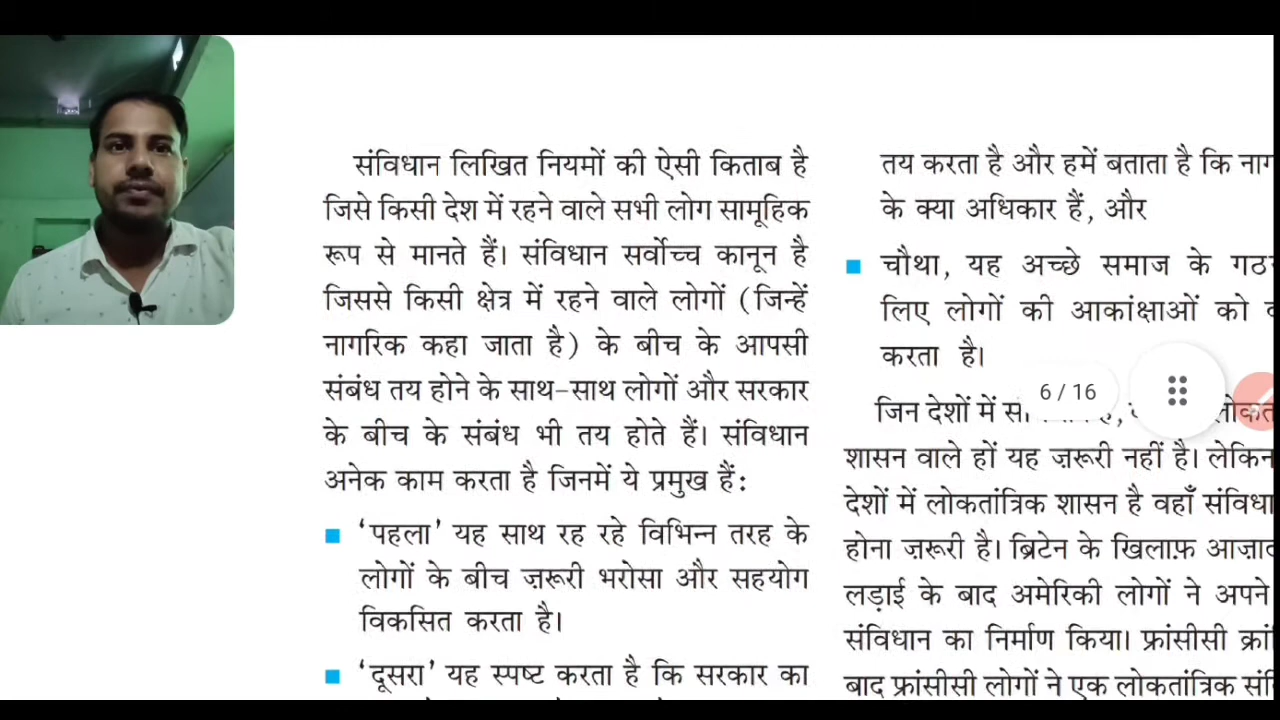 संविधान लिखित नियमों की ऐसी किताब है
जिसे किसी देश में रहने वाले सभी लोग सामूहिक
रूप से मानते हैं। संविधान सर्वोच्च कानून है
जिससे किसी क्षेत्र में रहने वाले लोगों (जिन्हें
नागरिक कहा जाता है) के बीच के आपसी
संबंध तय होने के साथ-साथ लोगों और सरकार
के बीच के संबंध भी तय होते हैं। संविधान
अनेक काम करता है जिनमें ये प्रमुख हैं:
'पहला' यह साथ रह रहे विभिन्न तरह के
लोगों के बीच ज़रूरी भरोसा और सहयोग
विकसित करता है।
'दूसरा' यह स्पष्ट करता है कि सरकार का
तय करता है और हमें बताता है कि
के क्या अधिकार हैं, और
चौथा, यह अच्छे समाज के
लिए लोगों की आकांक्षाओं को
करता है।
6 / 16
जिन देशों में
शासन वाले हों यह ज़रूरी नहीं है। लेकिन
देशों में लोकतांत्रिक शासन है वहाँ
होना ज़रूरी है। ब्रिटेन के खिलाफ़
लड़ाई के बाद अमेरिकी लोगों ने अपने
संविधान का निर्माण किया। फ्रांसीसी
बाद फ्रांसीसी लोगों ने एक लोकतांत्रिक